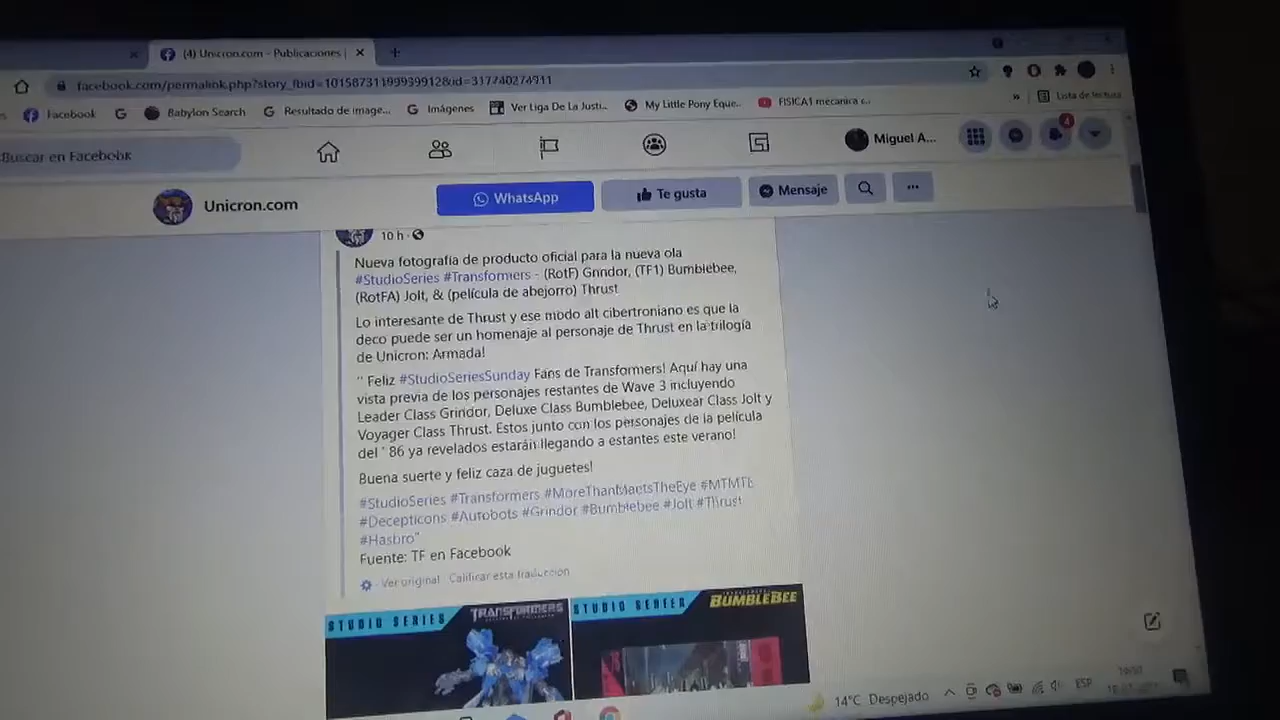 (4) Unicron.com - Publicaciones |
facebook.com/permalink.php?story_fbid=10158731199999912&id=317740274911
Facebook
Babylon Search
Resultado de image...
Imágenes
Ver Liga De La Justi...
My Little Pony Eque...
FISICA1 mecanica c...
»
Lista de lectura
Buscar en Facebook
Miguel A...
4
Unicron.com
WhatsApp
Te gusta
Mensaje
10 h ·
Nueva fotografía de producto oficial para la nueva ola
#StudioSeries #Transformers - (RotF) Grindor, (TF1) Bumblebee,
(RotFA) Jolt, & (película de abejorro) Thrust
Lo interesante de Thrust y ese modo alt cibertroniano es que la
deco puede ser un homenaje al personaje de Thrust en la trilogía
de Unicron: Armada!
" Feliz #StudioSeriesSunday Fans de Transformers! Aquí hay una
vista previa de los personajes restantes de Wave 3 incluyendo
Leader Class Grindor, Deluxe Class Bumblebee, Deluxear Class Jolt y
Voyager Class Thrust. Estos junto con los personajes de la película
del ' 86 ya revelados estarán llegando a estantes este verano!
Buena suerte y feliz caza de juguetes!
#StudioSeries #Transformers #MoreThanMeetsTheEye #MTMTE
#Decepticons #Autobots #Grindor #Bumblebee #Jolt #Thrust
#Hasbro"
Fuente: TF en Facebook
Ver original · Calificar esta traducción
STUDIO SERIES
TRANSFORMERS
STUDIO SERIES
BUMBLEBEE
14°C Despejado
ESP